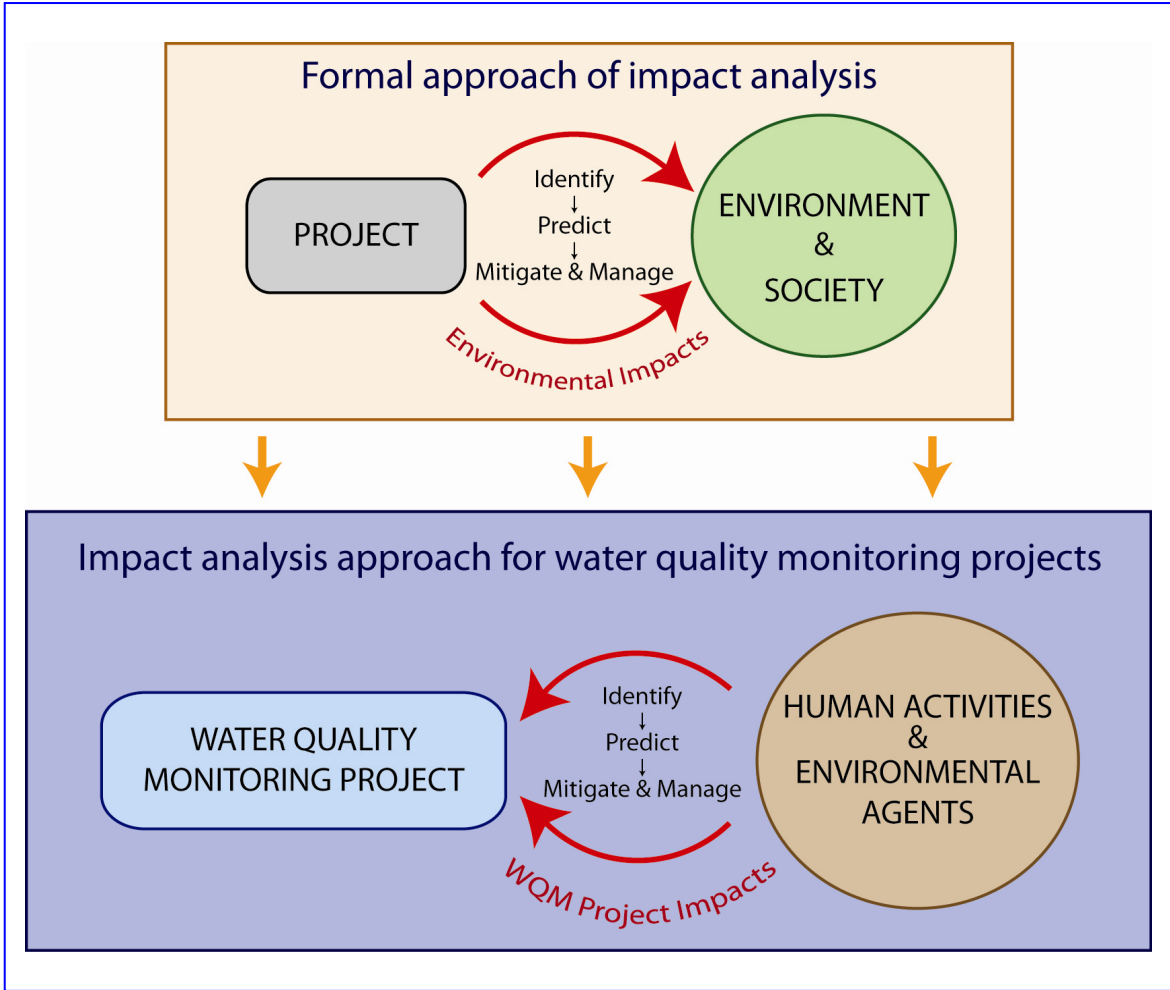 Formal approach of impact analysis
PROJECT
Identify
↓
Predict
↓
Mitigate & Manage
ENVIRONMENT
&
SOCIETY
Environmental Impacts
Impact analysis approach for water quality monitoring projects
WATER QUALITY
MONITORING PROJECT
Identify
↓
Predict
↓
Mitigate & Manage
HUMAN ACTIVITIES
&
ENVIRONMENTAL
AGENTS
WQM Project Impacts